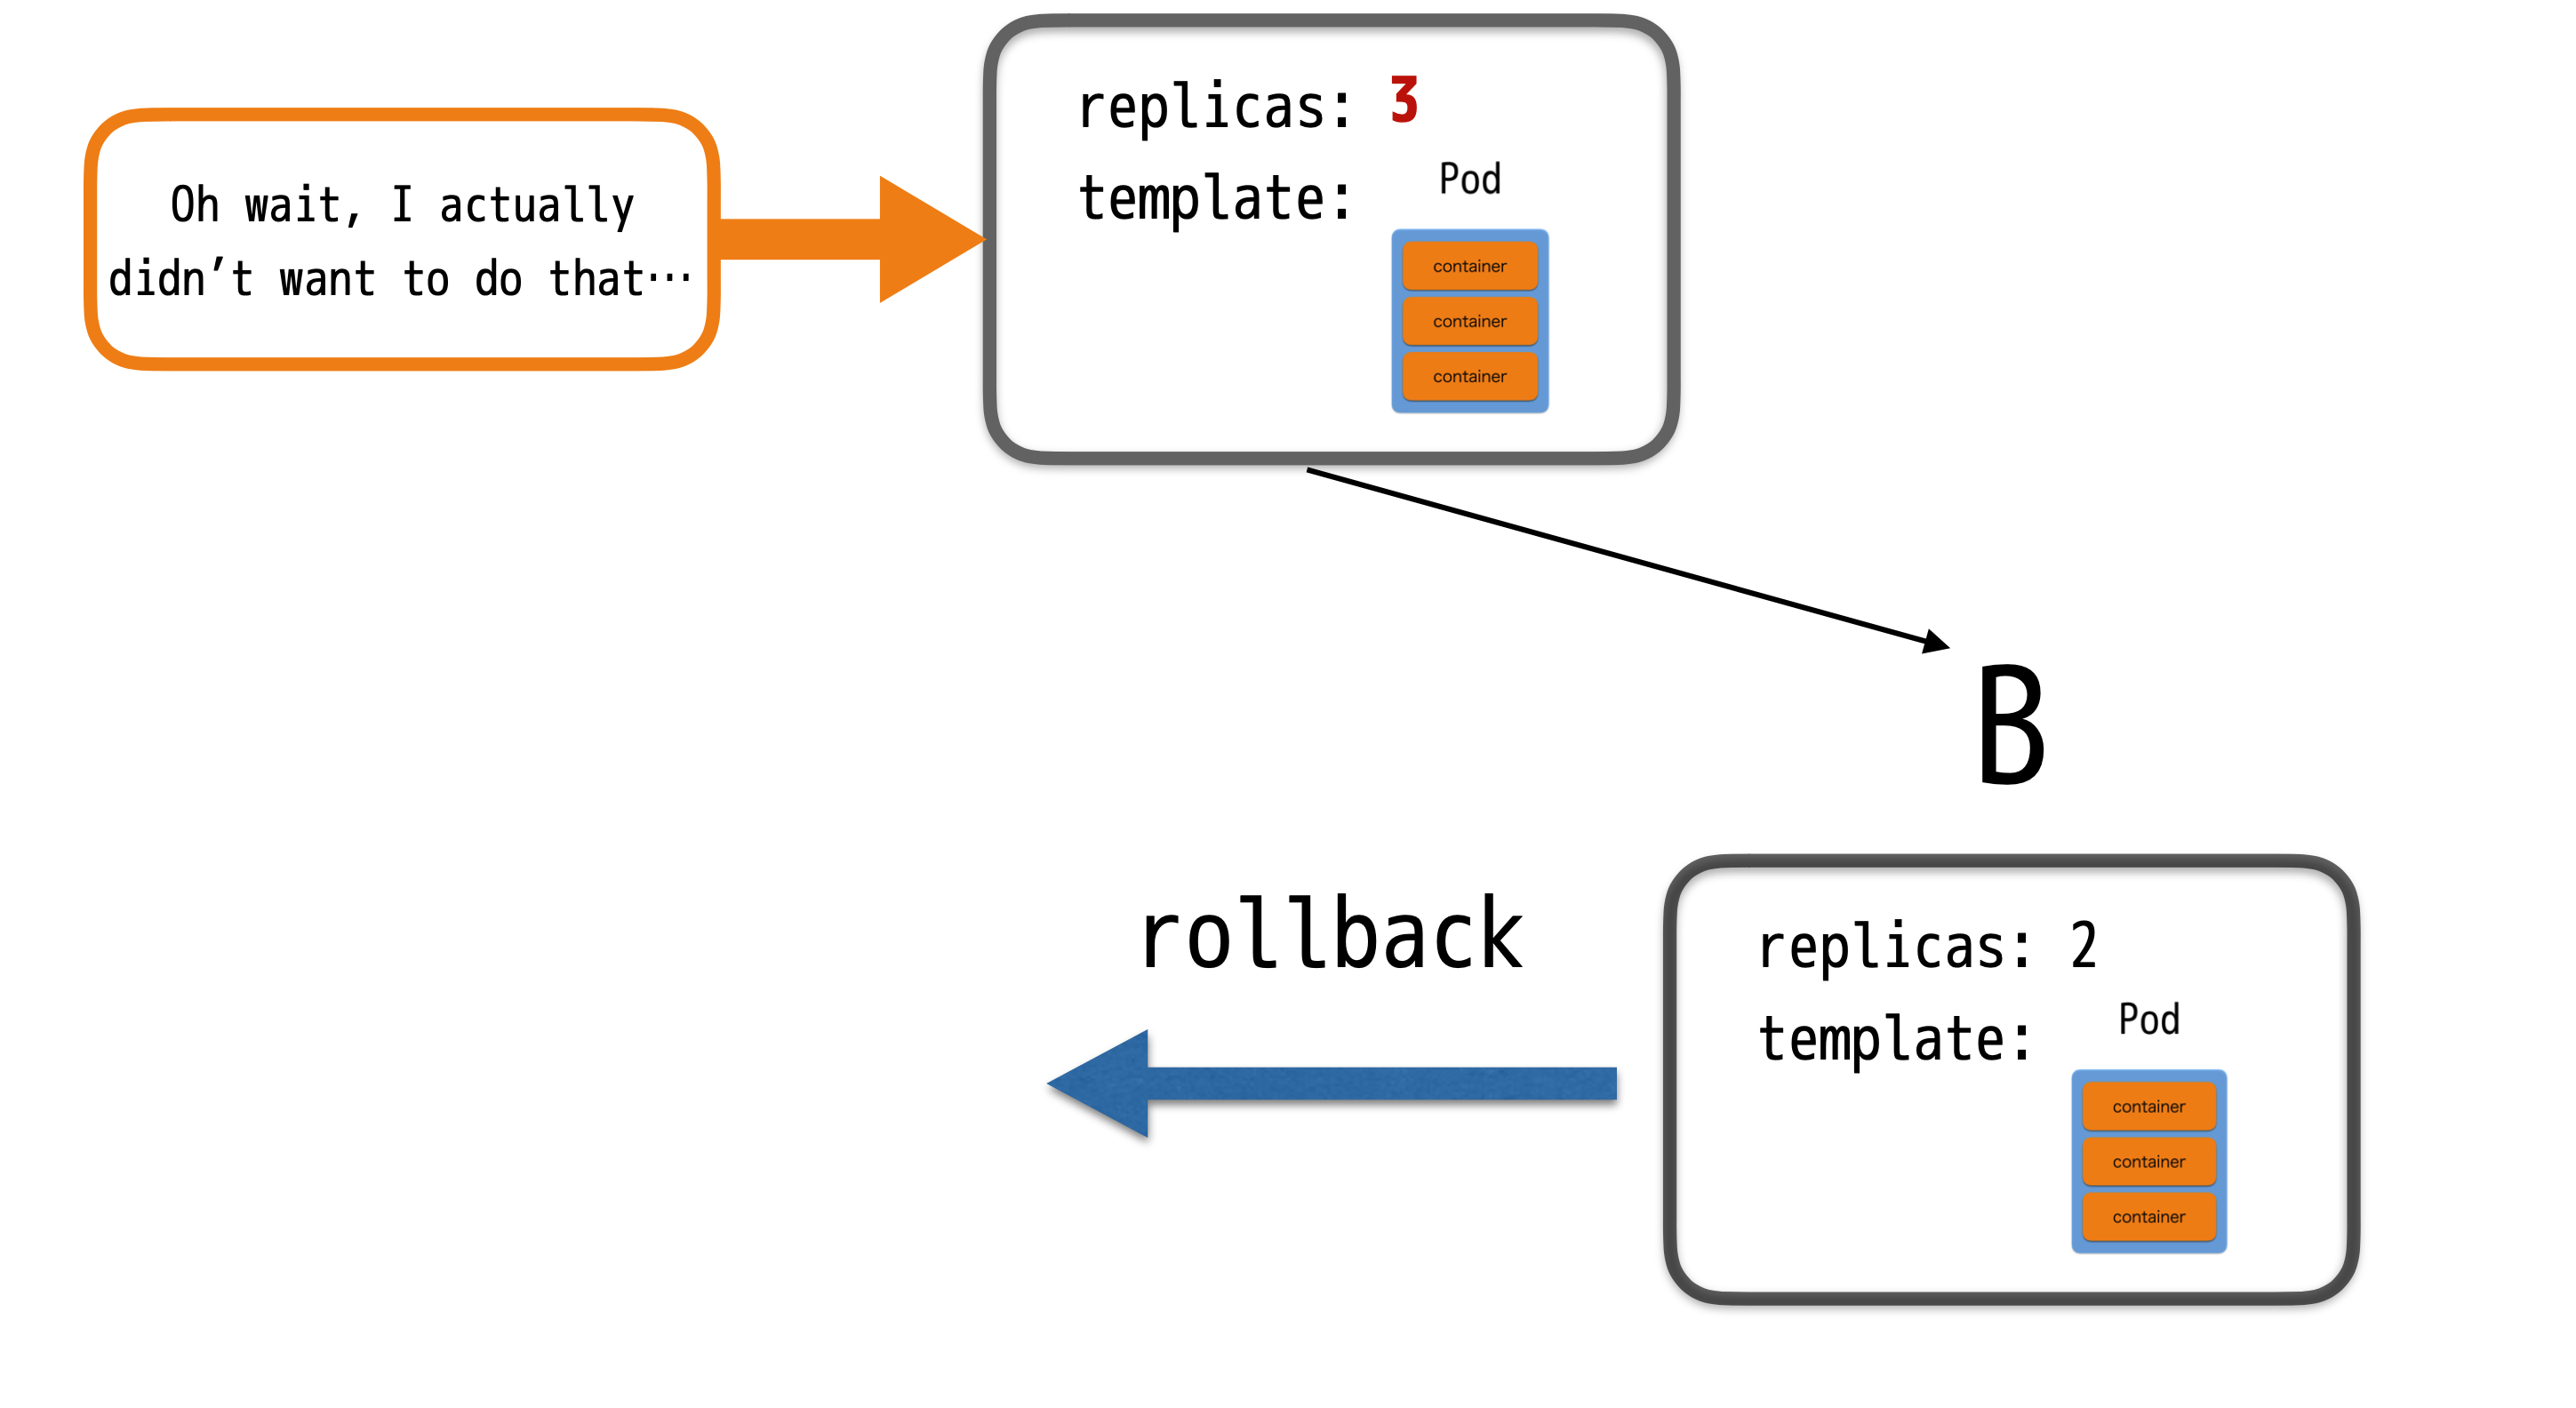 Oh wait, I actually
didn’t want to do that…
replicas: 3
template:
Pod
container
container
container
B
rollback
replicas: 2
template:
Pod
container
container
container